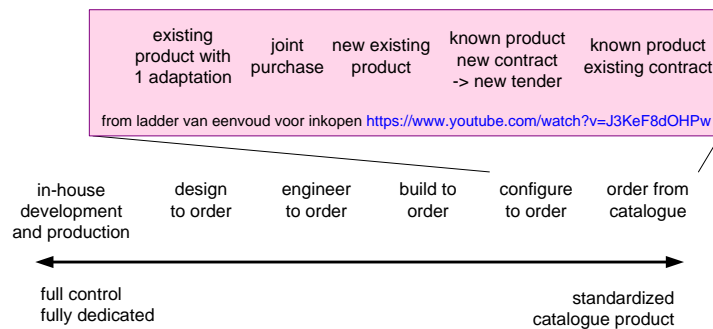 existing
product with
1 adaptation
joint
purchase
new existing
product
known product
new contract
-> new tender
known product
existing contract
from ladder van eenvoud voor inkopen https://www.youtube.com/watch?v=J3KeF8dOHPw
in-house
development
and production
design
to order
engineer
to order
build to
order
configure
to order
order from
catalogue
full control
fully dedicated
standardized
catalogue product